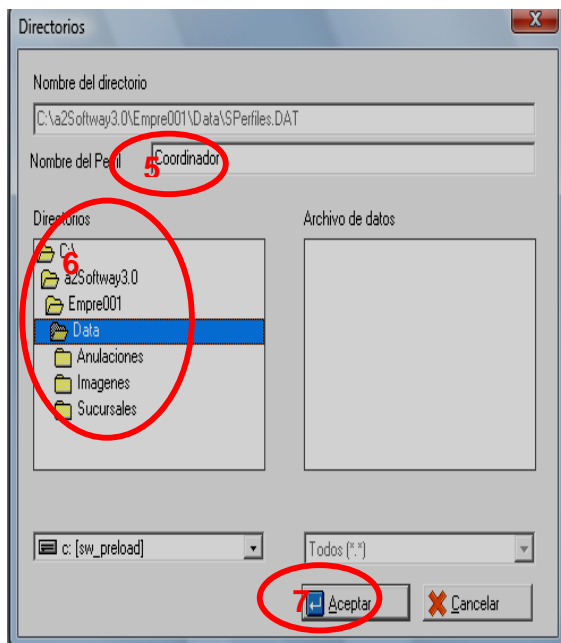 Directorios
X
Nombre del directorio
C:\a2Softway3.0\Empre001\Data\SPerfiles.DAT
Nombre del Perfil 5 Coordinador
Directorios
Archivo de datos
C:\
6
a2Softway3.0
Empre001
Data
Anulaciones
Imagenes
Sucursales
c: [sw_preload]
Todos (*.*)
7 Aceptar
Cancelar